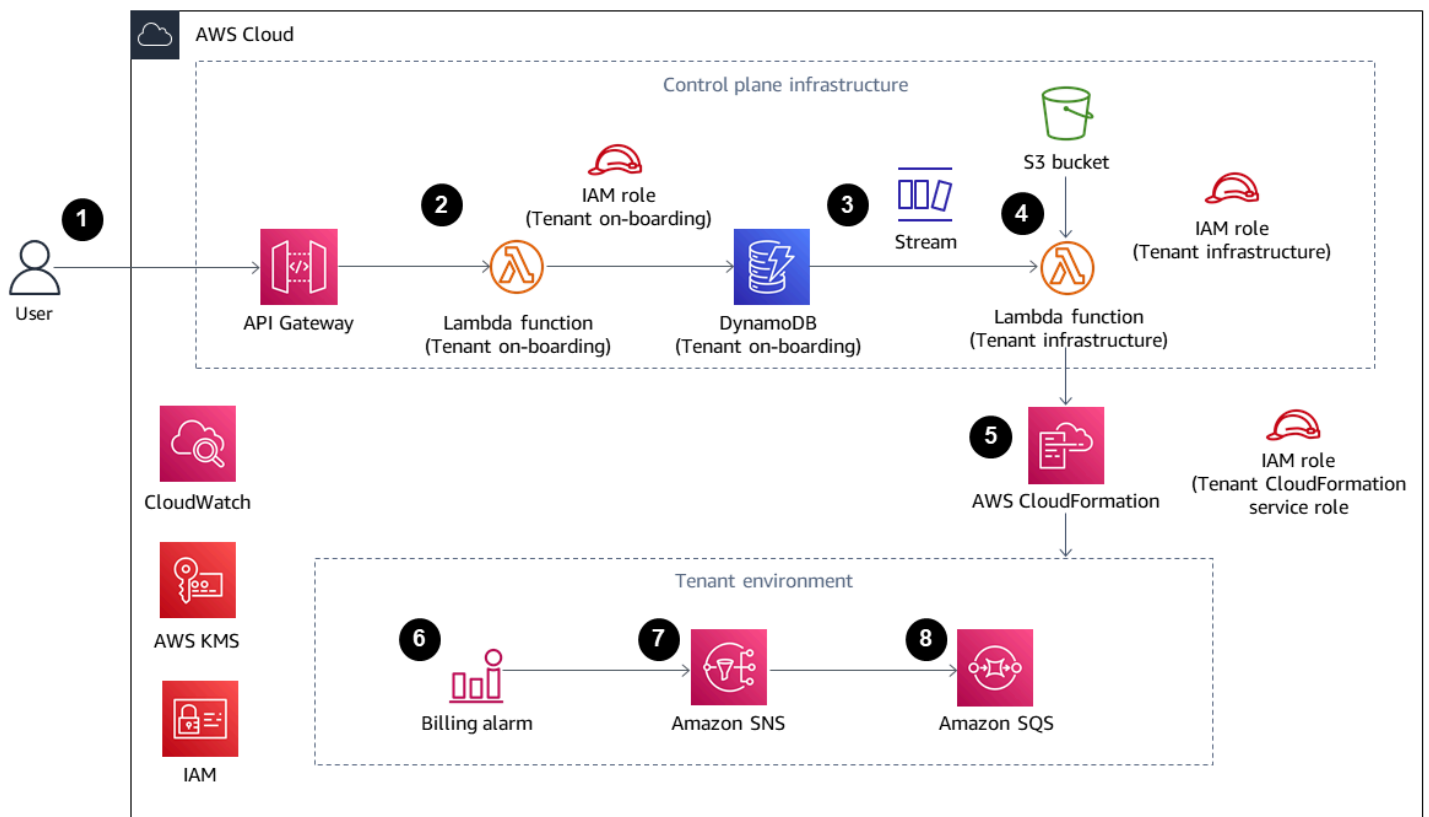 AWS Cloud
Control plane infrastructure
S3 bucket
IAM role
(Tenant on-boarding)
1
2
3
Stream
4
IAM role
(Tenant infrastructure)
</>
User
API Gateway
Lambda function
(Tenant on-boarding)
DynamoDB
(Tenant on-boarding)
Lambda function
(Tenant infrastructure)
CloudWatch
5
AWS CloudFormation
IAM role
(Tenant CloudFormation
service role
AWS KMS
IAM
Tenant environment
6
7
8
Billing alarm
Amazon SNS
Amazon SQS